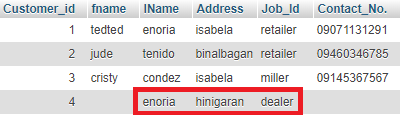 Customer_id fname lName Address Job_Id Contact_No.
1 tedted enoria isabela retailer 09071131291
2 jude tenido binalbagan retailer 09460346785
3 cristy condez isabela miller 09145367567
4 enoria hinigaran dealer